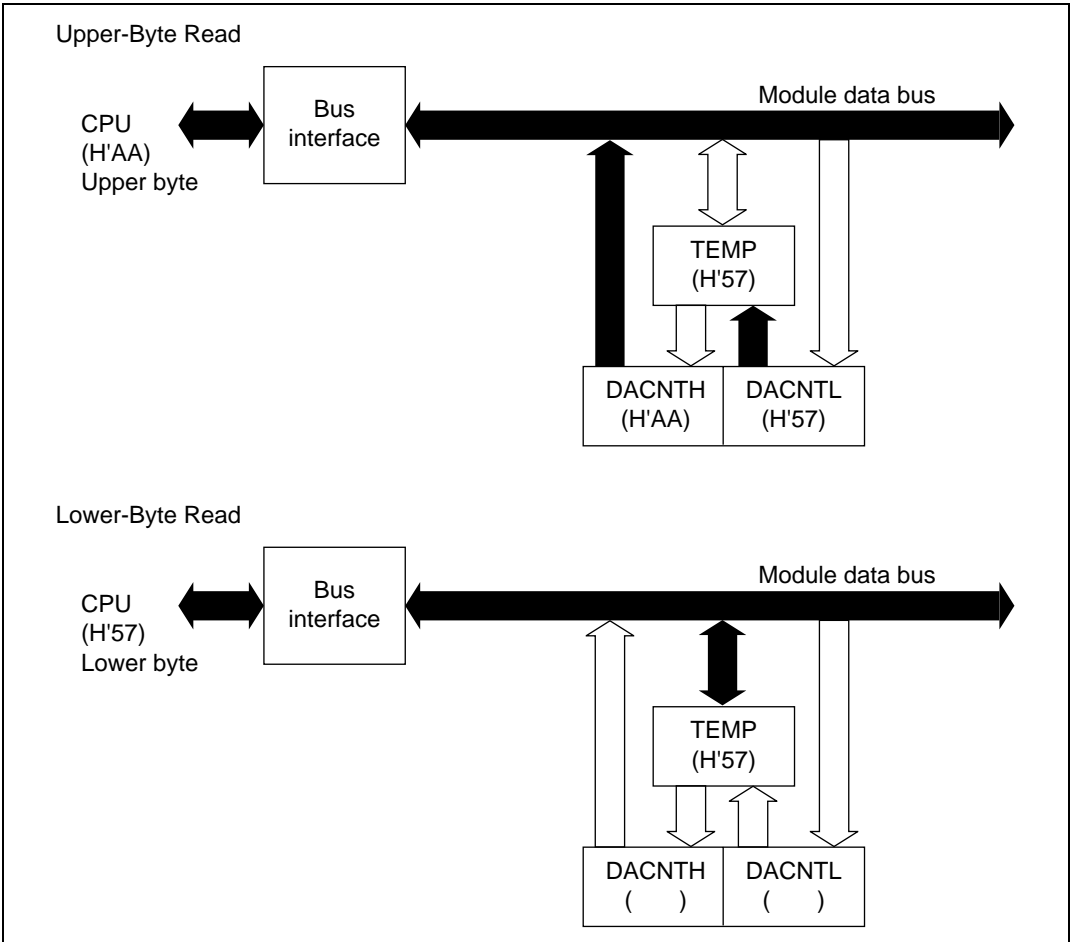 Upper-Byte Read
CPU
(H'AA)
Upper byte
Bus
interface
Module data bus
TEMP
(H'57)
DACNTH
(H'AA)
DACNTL
(H'57)
Lower-Byte Read
CPU
(H'57)
Lower byte
Bus
interface
Module data bus
TEMP
(H'57)
DACNTH
( )
DACNTL
( )